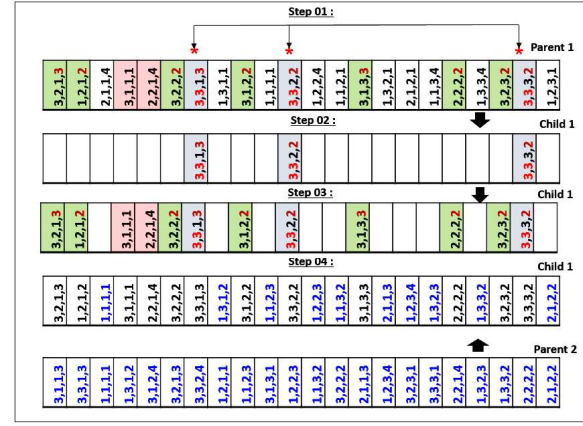 Step 01 :
* * *
Parent 1
3,2,1,3 1,2,1,2 2,1,1,4 3,1,1,1 2,2,1,4 3,2,2,2 3,3,1,3 1,3,1,1 3,1,2,2 1,1,1,1 3,3,2,2 1,2,2,4 1,1,2,1 3,1,3,3 1,3,2,1 2,1,2,1 1,1,3,4 2,2,2,2 1,3,3,4 3,2,3,2 3,3,3,2 1,2,3,1
Step 02 :
Child 1
3,3,1,3 3,3,2,2 3,3,3,2
Step 03 :
Child 1
3,2,1,3 1,2,1,2 3,1,1,1 2,2,1,4 3,2,2,2 3,3,1,3 3,1,2,2 3,3,2,2 3,1,3,3 2,2,2,2 3,2,3,2 3,3,3,2
Step 04 :
Child 1
3,2,1,3 1,2,1,2 1,1,1,1 3,1,1,1 2,2,1,4 3,2,2,2 3,3,1,3 1,3,1,2 3,1,2,2 1,1,2,3 3,3,2,2 1,2,2,3 1,1,3,2 3,1,3,3 2,1,1,3 1,2,3,4 1,3,2,3 2,2,2,2 1,3,3,2 3,2,3,2 3,3,3,2 2,1,2,2
Parent 2
3,1,1,3 3,3,1,3 1,1,1,1 1,3,1,2 3,1,2,4 3,2,1,3 3,3,2,4 1,2,1,1 3,1,2,3 3,1,3,1 1,2,2,3 1,1,3,2 3,2,2,2 2,1,1,3 1,2,3,4 3,2,3,1 3,3,3,1 2,2,1,4 1,3,2,3 1,3,3,2 2,2,2,2 2,1,2,2